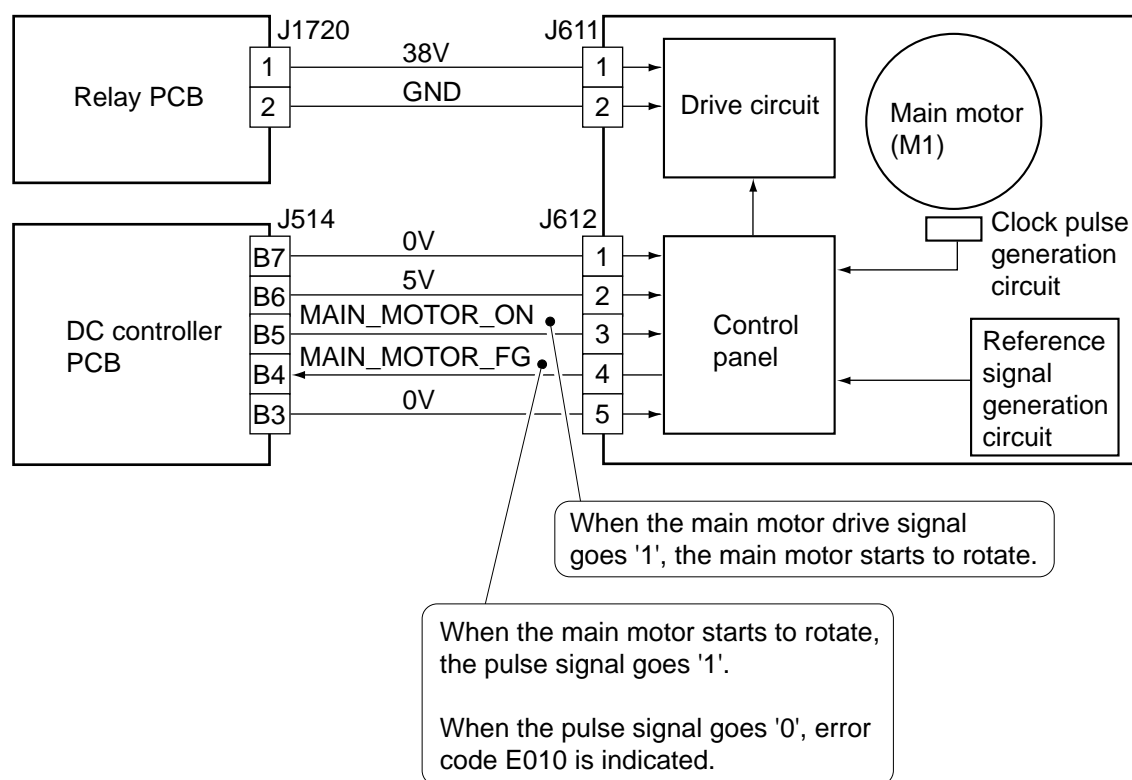 J1720
J611
Relay PCB
1
38V
1
2
GND
2
Drive circuit
Main motor
(M1)
J514
J612
DC controller
PCB
B7
0V
1
B6
5V
2
B5
MAIN_MOTOR_ON
3
B4
MAIN_MOTOR_FG
4
B3
0V
5
Control
panel
Clock pulse
generation
circuit
Reference
signal
generation
circuit
When the main motor drive signal
goes '1', the main motor starts to rotate.
When the main motor starts to rotate,
the pulse signal goes '1'.
When the pulse signal goes '0', error
code E010 is indicated.